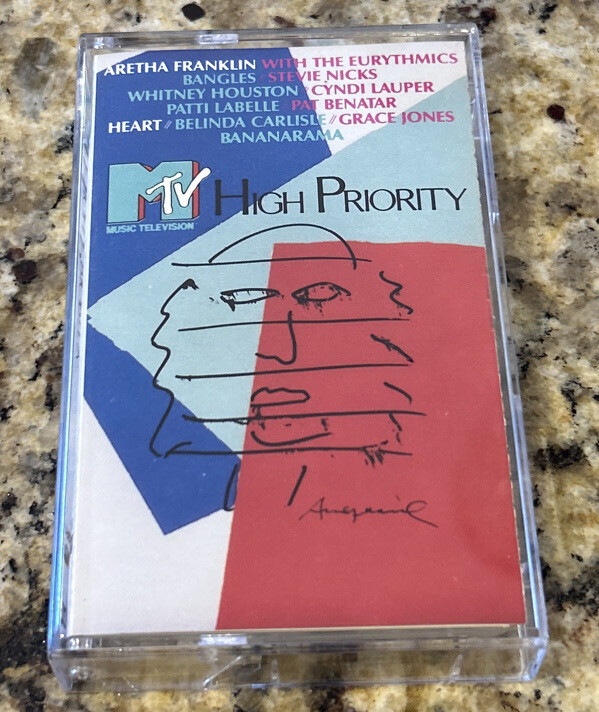 ARETHA FRANKLIN WITH THE EURYTHMICS
BANGLES // STEVIE NICKS
WHITNEY HOUSTON // CYNDI LAUPER
PATTI LABELLE // PAT BENATAR
HEART // BELINDA CARLISLE // GRACE JONES
BANANARAMA
MTV
MUSIC TELEVISION
HIGH PRIORITY